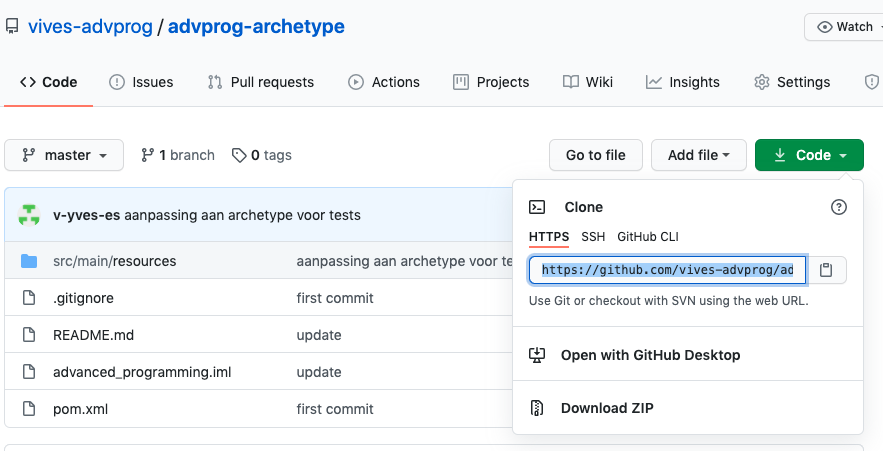 vives-advprog / advprog-archetype
Watch
Code Issues Pull requests Actions Projects Wiki Insights Settings
master 1 branch 0 tags Go to file Add file Code
v-yves-es aanpassing aan archetype voor tests
Clone
HTTPS SSH GitHub CLI
src/main/resources aanpassing aan archetype voor te
https://github.com/vives-advprog/ad
.gitignore first commit
Use Git or checkout with SVN using the web URL.
README.md update
Open with GitHub Desktop
advanced_programming.iml update
pom.xml first commit
Download ZIP